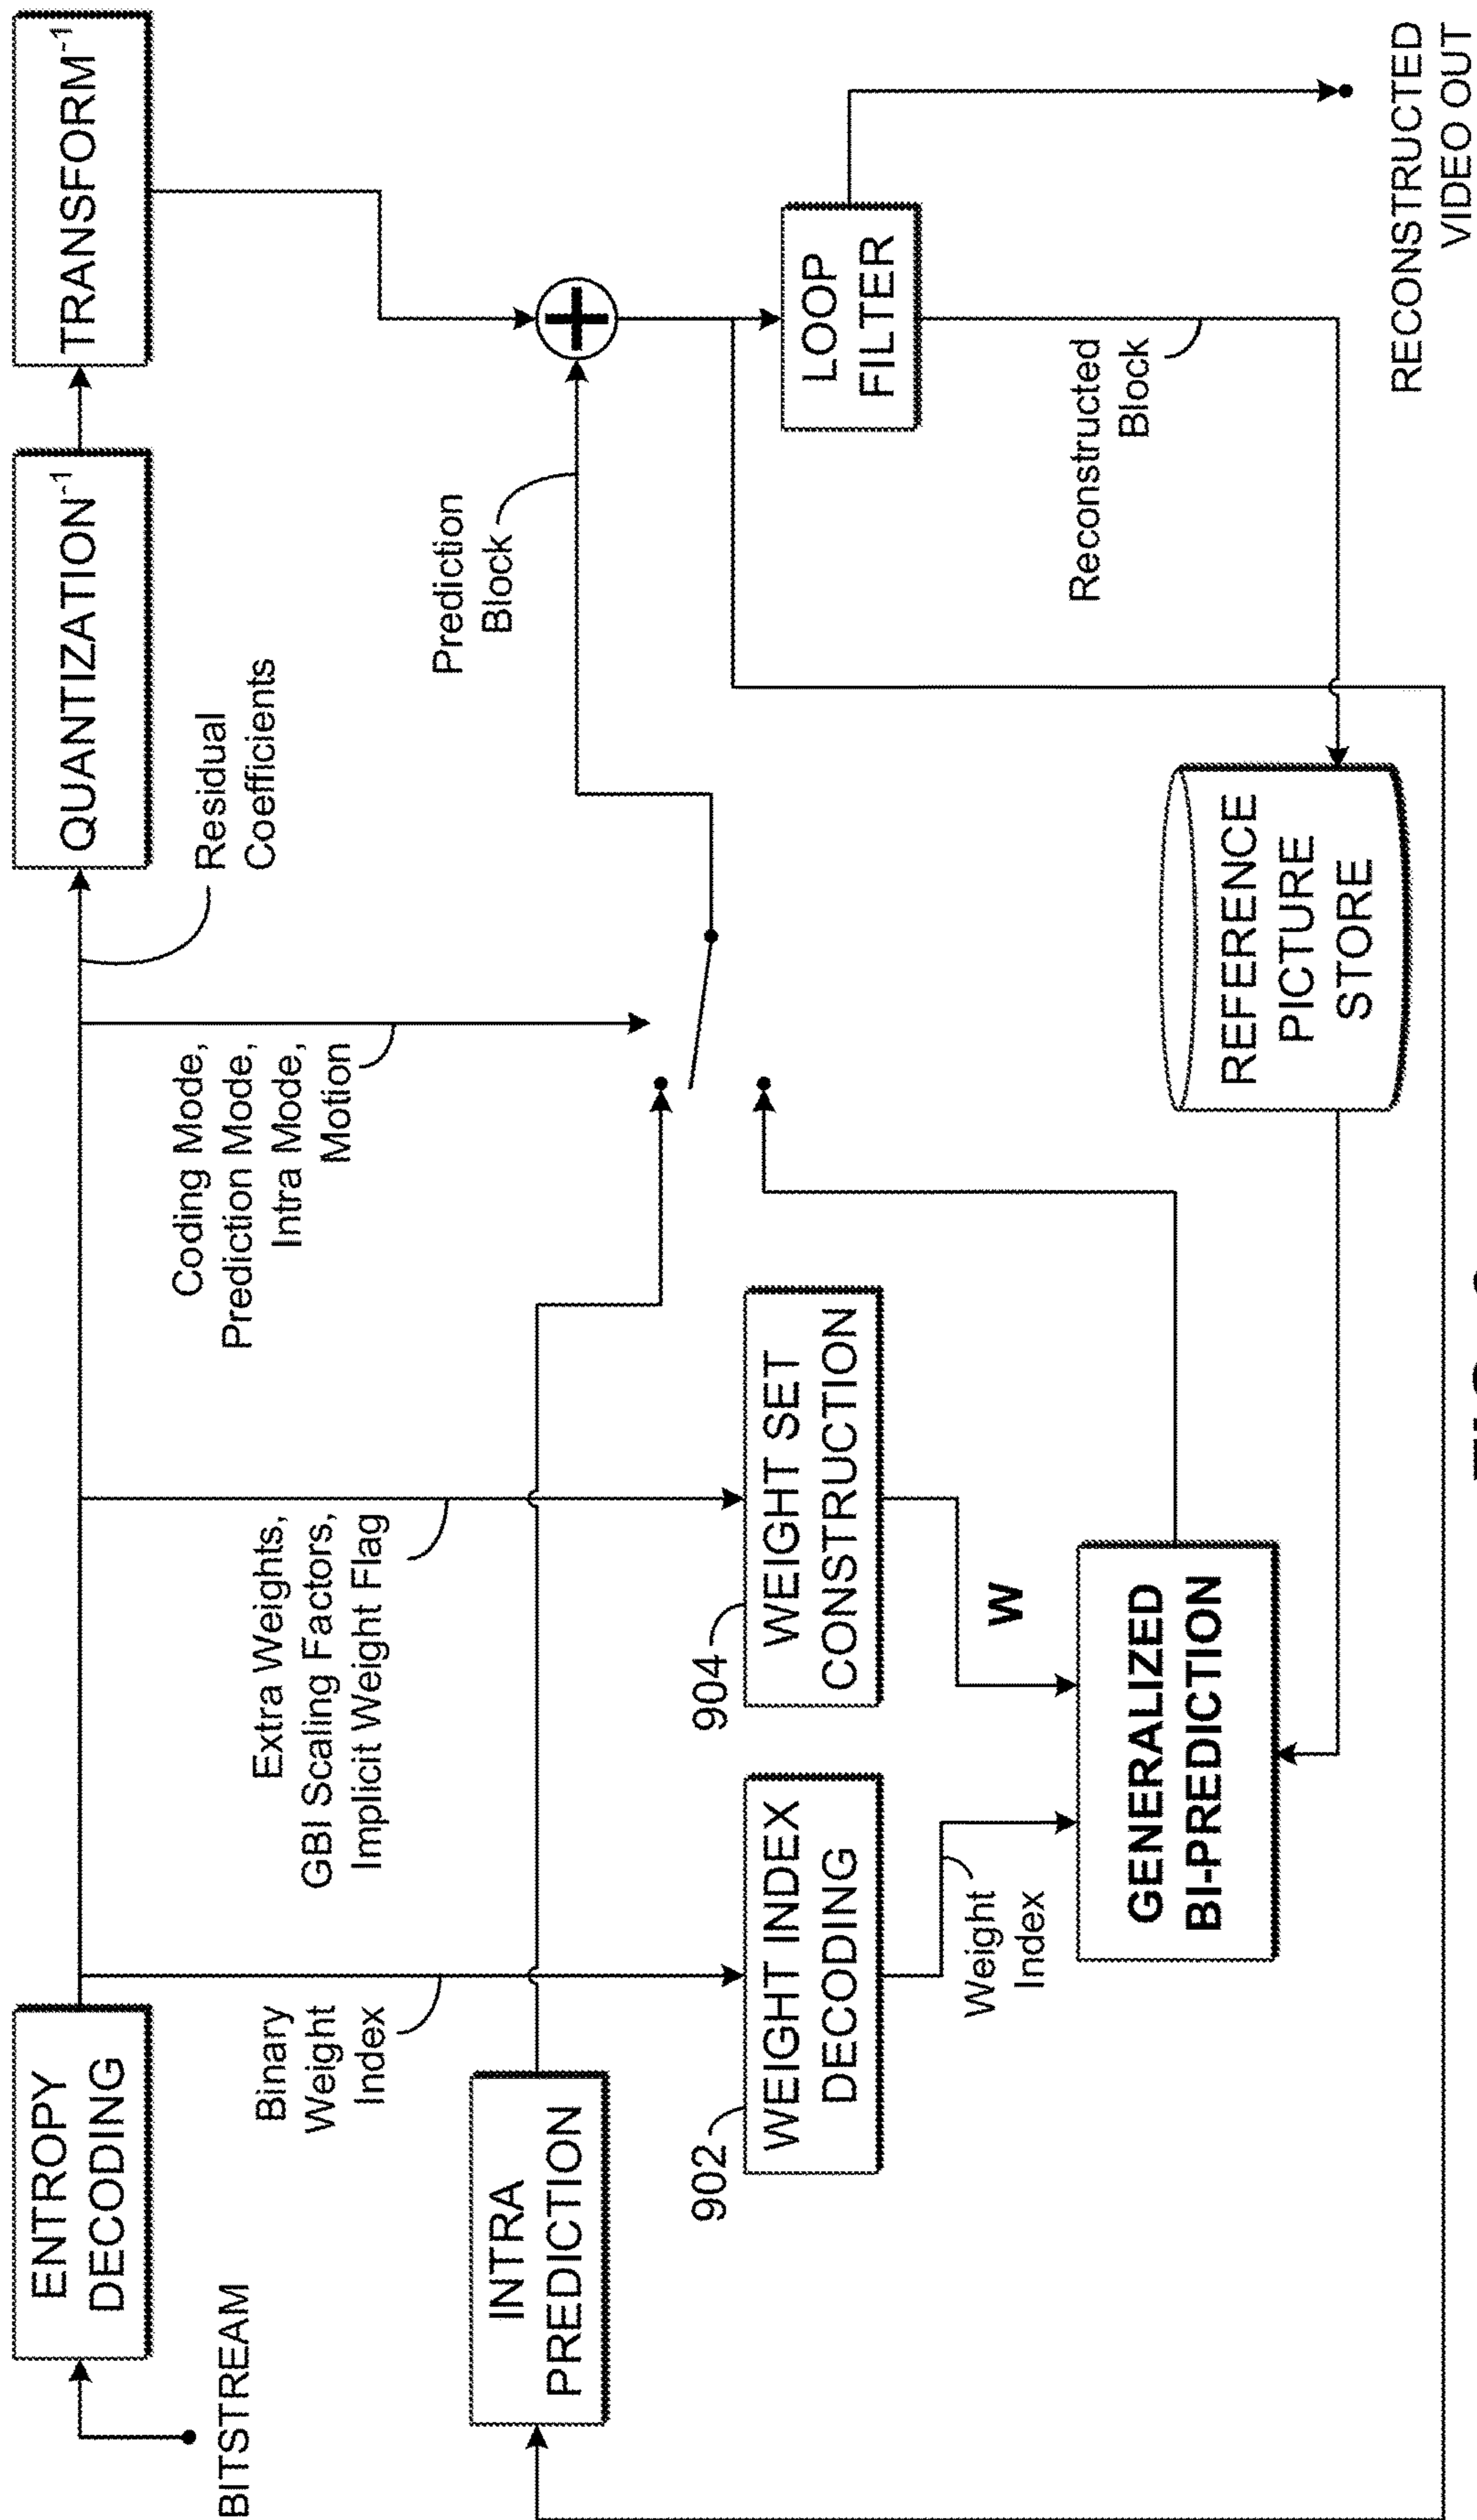 BITSTREAM
ENTROPY
DECODING
QUANTIZATION⁻¹
TRANSFORM⁻¹
Residual
Coefficients
Coding Mode,
Prediction Mode,
Intra Mode,
Motion
Extra Weights,
GBI Scaling Factors,
Implicit Weight Flag
Binary
Weight
Index
Prediction
Block
INTRA
PREDICTION
902
WEIGHT INDEX
DECODING
904
WEIGHT SET
CONSTRUCTION
LOOP
FILTER
Weight
Index
W
Reconstructed
Block
GENERALIZED
BI-PREDICTION
REFERENCE
PICTURE
STORE
RECONSTRUCTED
VIDEO OUT